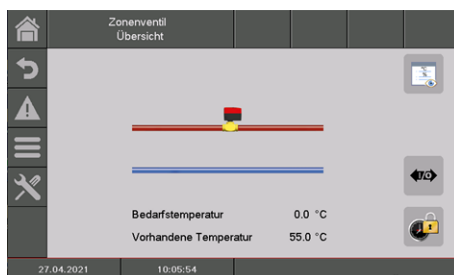 Zonenventil
Übersicht
I/O
Bedarfstemperatur 0.0 °C
Vorhandene Temperatur 55.0 °C
27.04.2021 10:05:54